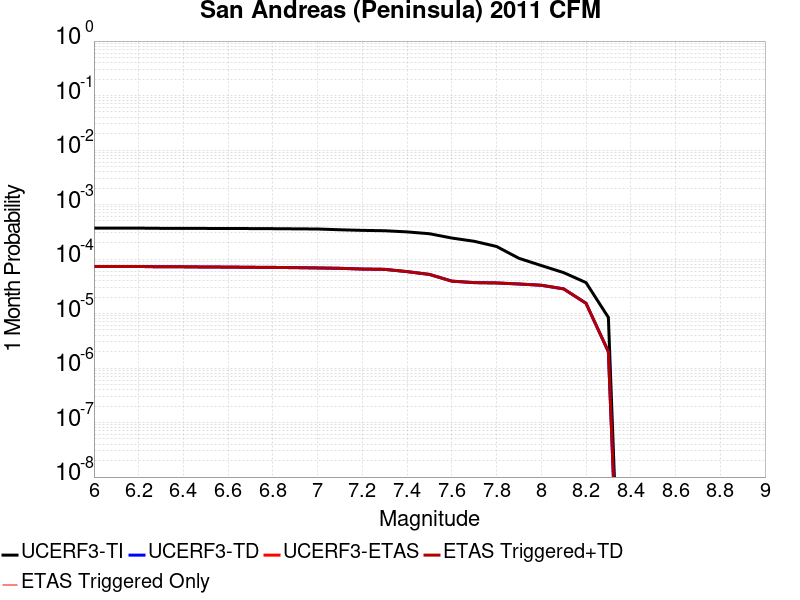 San Andreas (Peninsula) 2011 CFM
10^0
10^-1
10^-2
10^-3
10^-4
10^-5
10^-6
10^-7
10^-8
1 Month Probability
6 6.2 6.4 6.6 6.8 7 7.2 7.4 7.6 7.8 8 8.2 8.4 8.6 8.8 9
Magnitude
UCERF3-TI UCERF3-TD UCERF3-ETAS ETAS Triggered+TD
ETAS Triggered Only